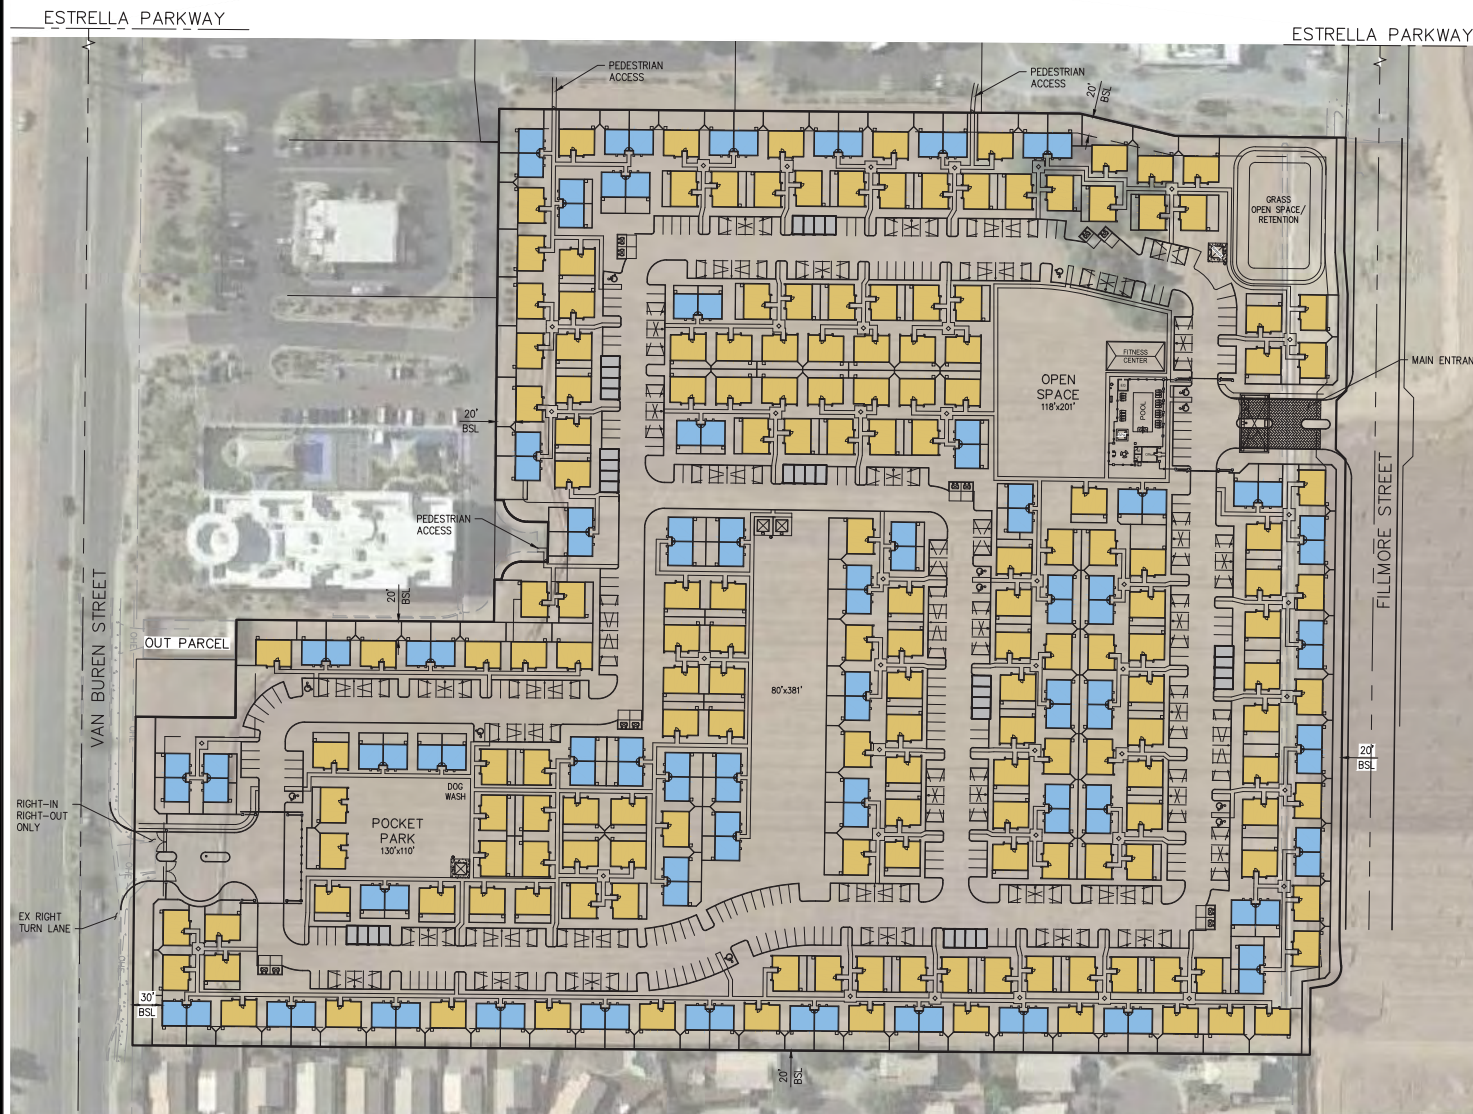 ESTRELLA PARKWAY
ESTRELLA PARKWAY
PEDESTRIAN
ACCESS
PEDESTRIAN
ACCESS
20'
BSL
GRASS
OPEN SPACE/
RETENTION
FITNESS
CENTER
MAIN ENTRAN
OPEN
SPACE
118'x201'
POOL
20'
BSL
PEDESTRIAN
ACCESS
FILLMORE STREET
20'
BSL
VAN BUREN STREET
OUT PARCEL
80'x381'
20'
BSL
DOG
WASH
RIGHT-IN
RIGHT-OUT
ONLY
POCKET
PARK
130'x110'
EX RIGHT
TURN LANE
30'
BSL
20'
BSL